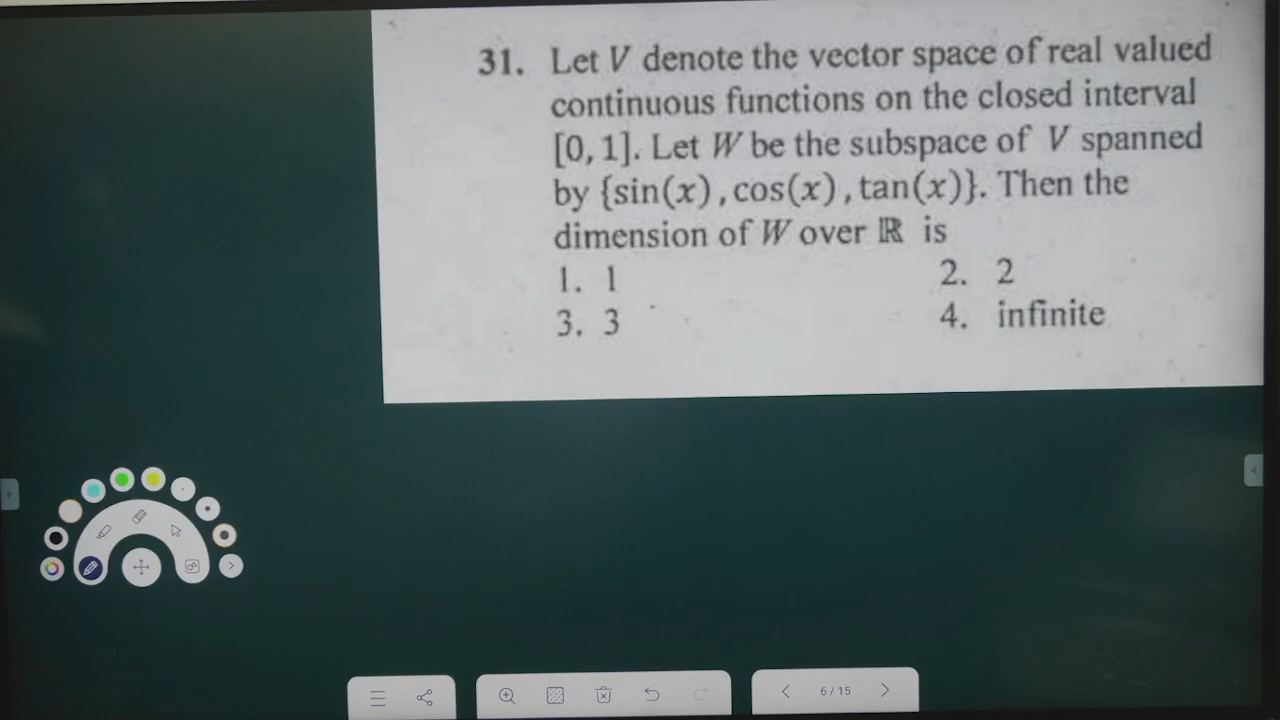 31. Let V denote the vector space of real valued
continuous functions on the closed interval
[0, 1]. Let W be the subspace of V spanned
by {sin(x), cos(x), tan(x)}. Then the
dimension of W over ℝ is
1. 1 2. 2
3. 3 4. infinite
6/15